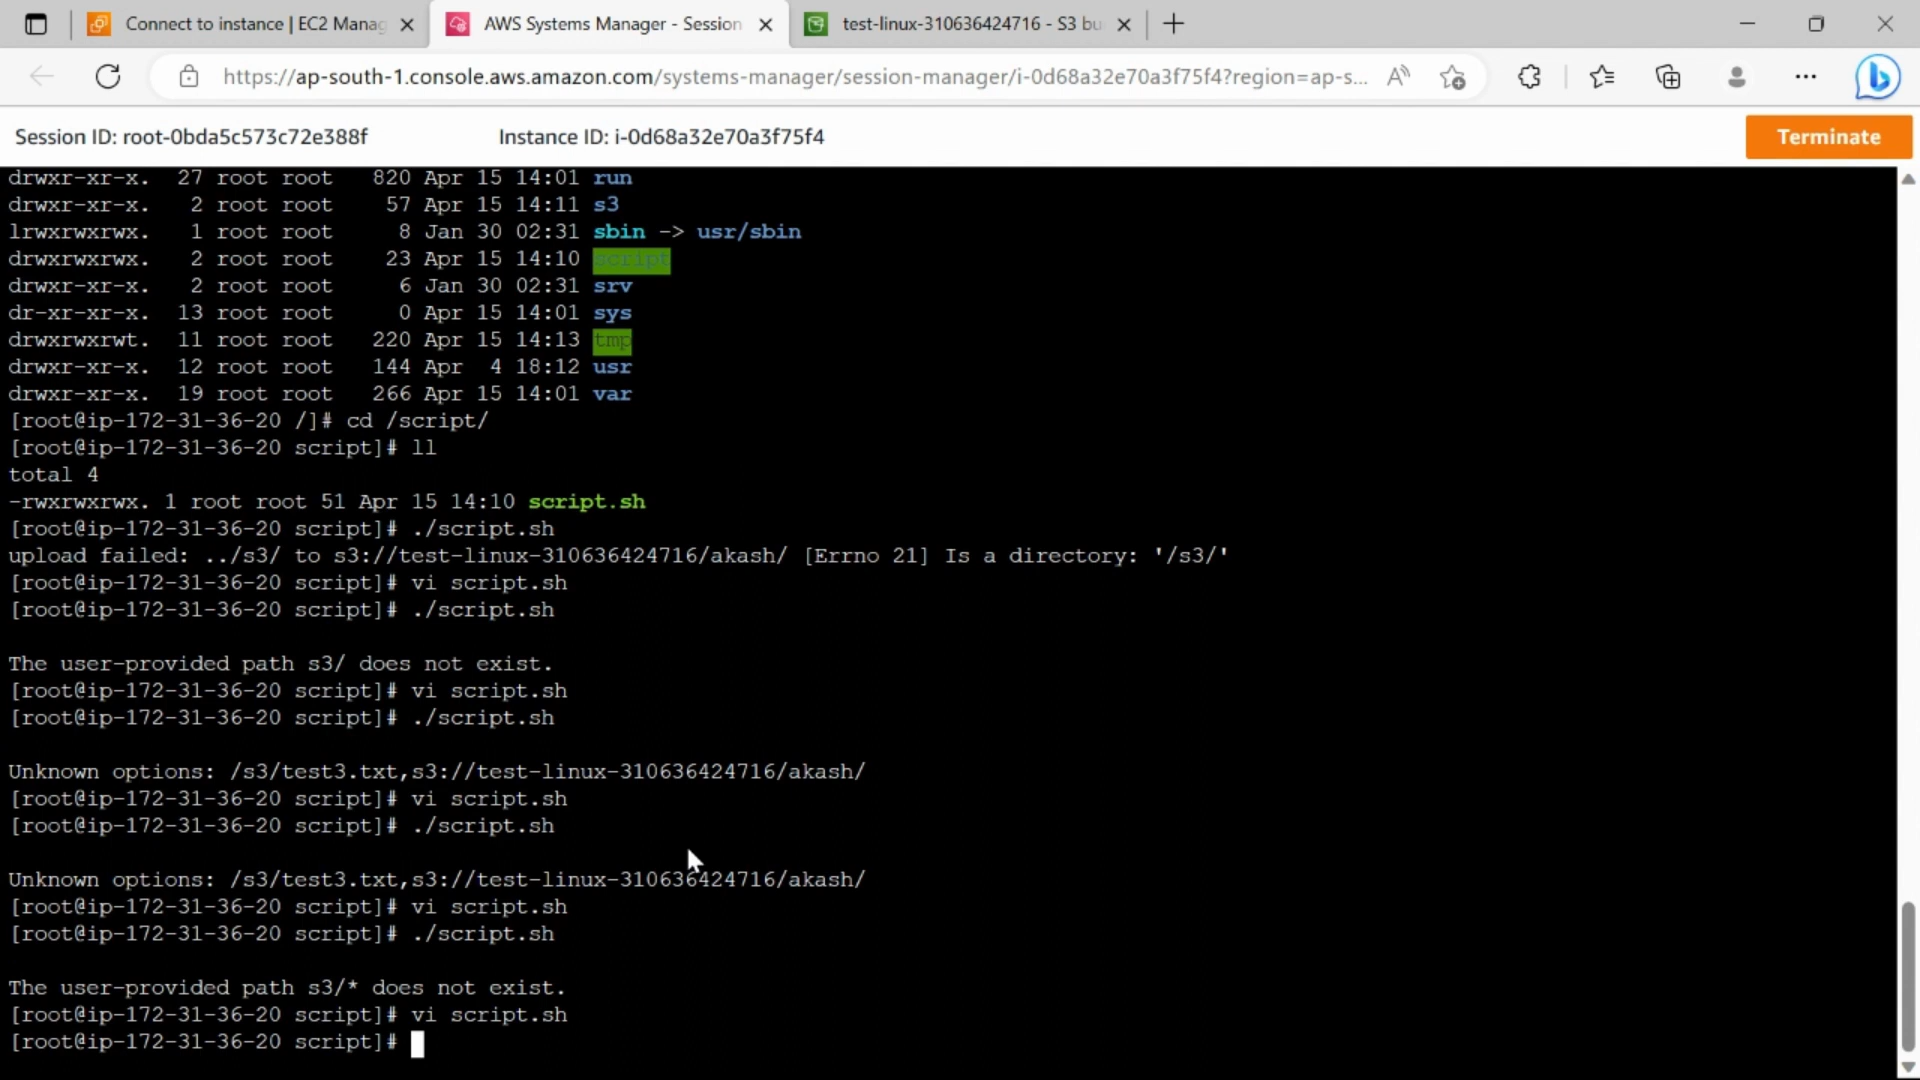 Connect to instance | EC2 Manag
AWS Systems Manager - Session
test-linux-310636424716 - S3 bu
https://ap-south-1.console.aws.amazon.com/systems-manager/session-manager/i-0d68a32e70a3f75f4?region=ap-s...
Session ID: root-0bda5c573c72e388f Instance ID: i-0d68a32e70a3f75f4 Terminate
drwxr-xr-x. 27 root root 820 Apr 15 14:01 run
drwxr-xr-x. 2 root root 57 Apr 15 14:11 s3
lrwxrwxrwx. 1 root root 8 Jan 30 02:31 sbin -> usr/sbin
drwxrwxrwx. 2 root root 23 Apr 15 14:10 script
drwxr-xr-x. 2 root root 6 Jan 30 02:31 srv
dr-xr-xr-x. 13 root root 0 Apr 15 14:01 sys
drwxrwxrwt. 11 root root 220 Apr 15 14:13 tmp
drwxr-xr-x. 12 root root 144 Apr 4 18:12 usr
drwxr-xr-x. 19 root root 266 Apr 15 14:01 var
[root@ip-172-31-36-20 /]# cd /script/
[root@ip-172-31-36-20 script]# ll
total 4
-rwxrwxrwx. 1 root root 51 Apr 15 14:10 script.sh
[root@ip-172-31-36-20 script]# ./script.sh
upload failed: ../s3/ to s3://test-linux-310636424716/akash/ [Errno 21] Is a directory: '/s3/'
[root@ip-172-31-36-20 script]# vi script.sh
[root@ip-172-31-36-20 script]# ./script.sh
The user-provided path s3/ does not exist.
[root@ip-172-31-36-20 script]# vi script.sh
[root@ip-172-31-36-20 script]# ./script.sh
Unknown options: /s3/test3.txt,s3://test-linux-310636424716/akash/
[root@ip-172-31-36-20 script]# vi script.sh
[root@ip-172-31-36-20 script]# ./script.sh
Unknown options: /s3/test3.txt,s3://test-linux-310636424716/akash/
[root@ip-172-31-36-20 script]# vi script.sh
[root@ip-172-31-36-20 script]# ./script.sh
The user-provided path s3/* does not exist.
[root@ip-172-31-36-20 script]# vi script.sh
[root@ip-172-31-36-20 script]#